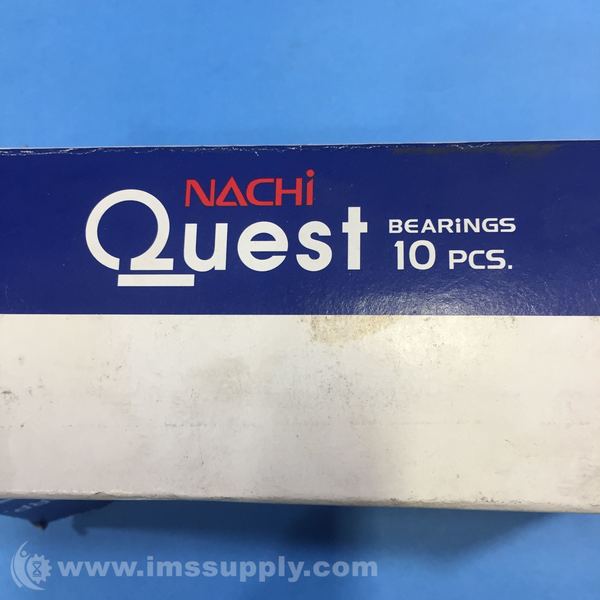 NACHi
Quest
BEARiNGS
10 PCS.
www.imssupply.com